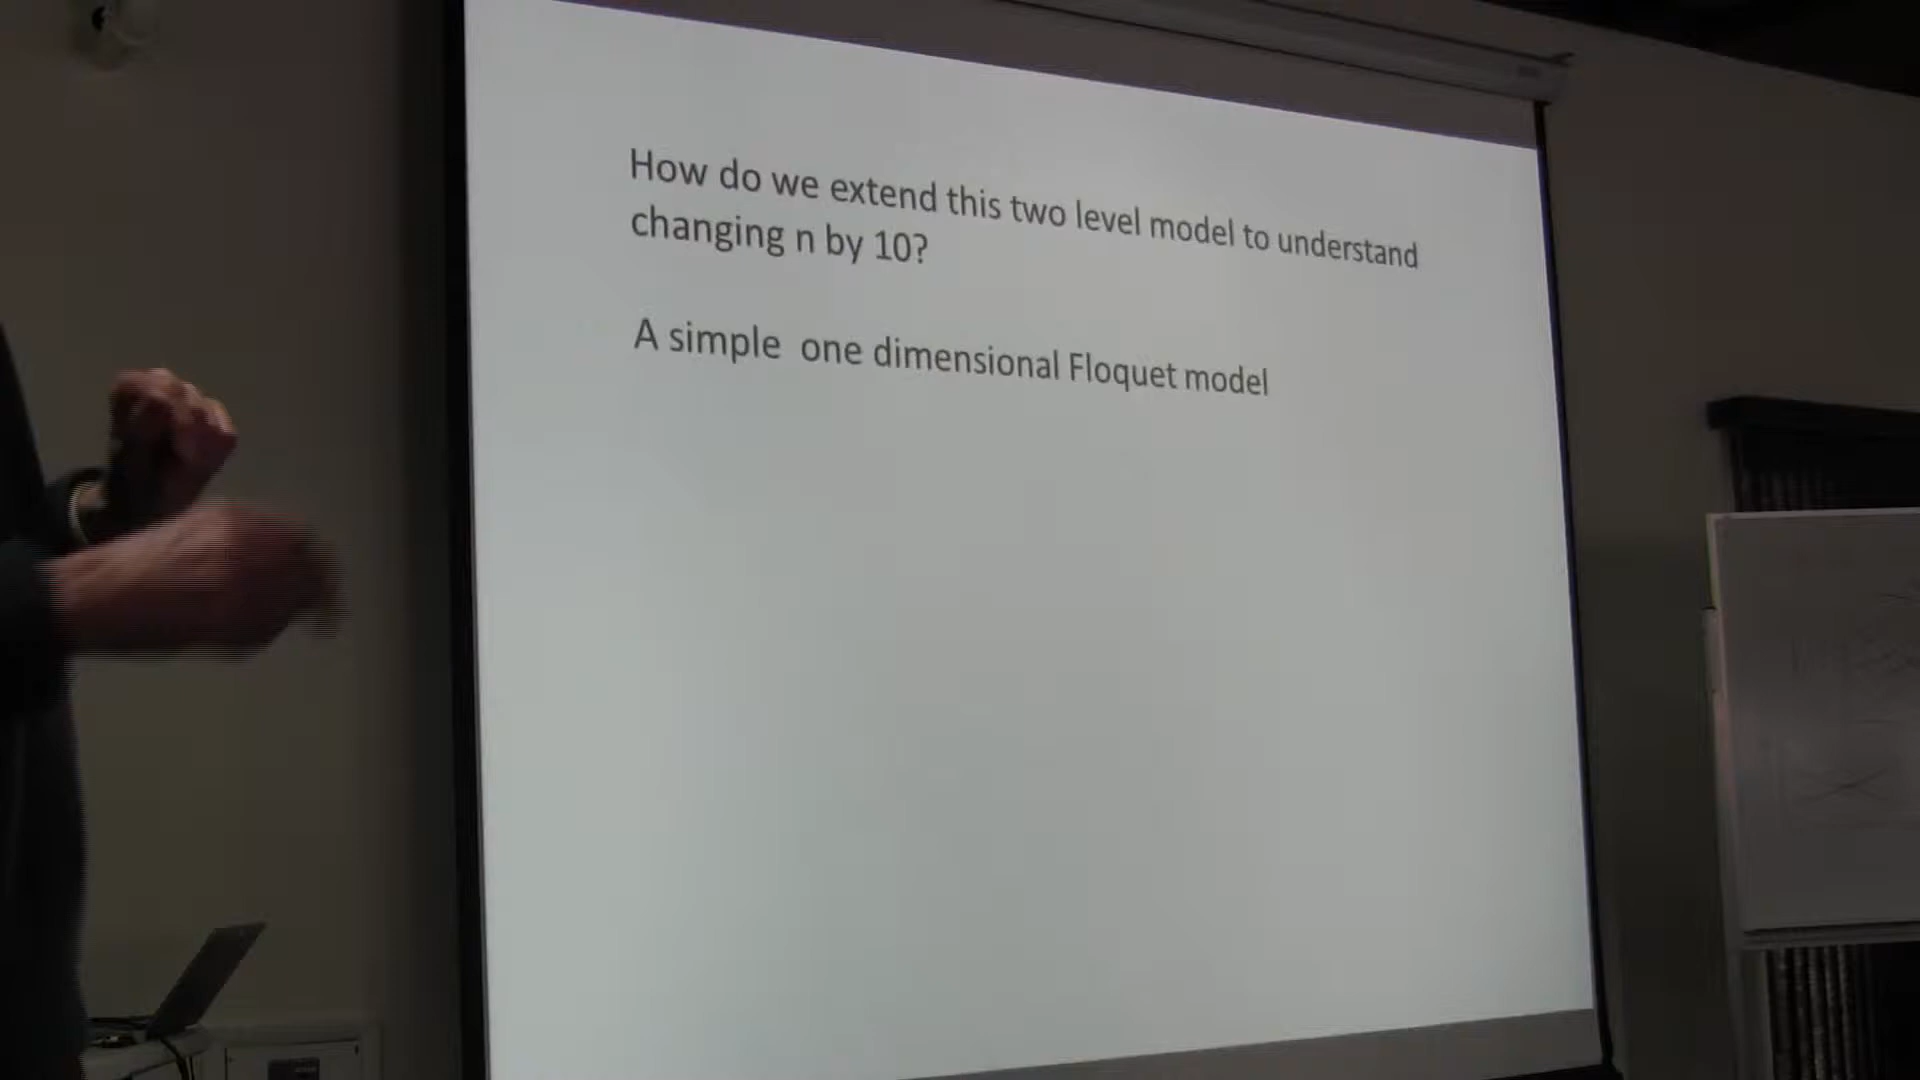 How do we extend this two level model to understand
changing n by 10?
A simple one dimensional Floquet model